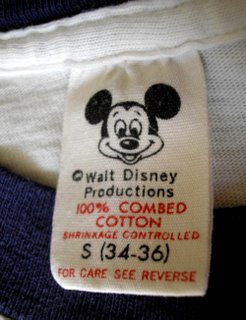 ©Walt Disney
Productions
100% COMBED
COTTON
SHRINKAGE CONTROLLED
S (34-36)
FOR CARE SEE REVERSE